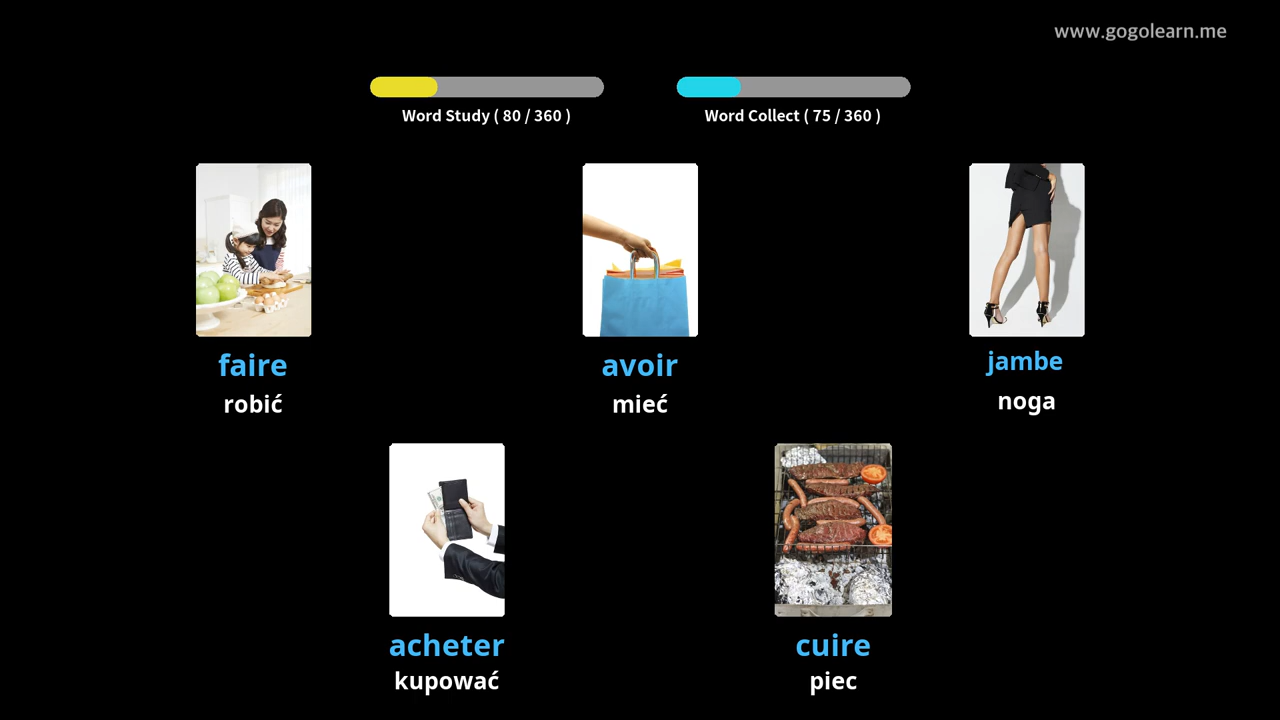 www.gogolearn.me
Word Study ( 80 / 360 )
Word Collect ( 75 / 360 )
faire
robić
avoir
mieć
jambe
noga
acheter
kupować
cuire
piec